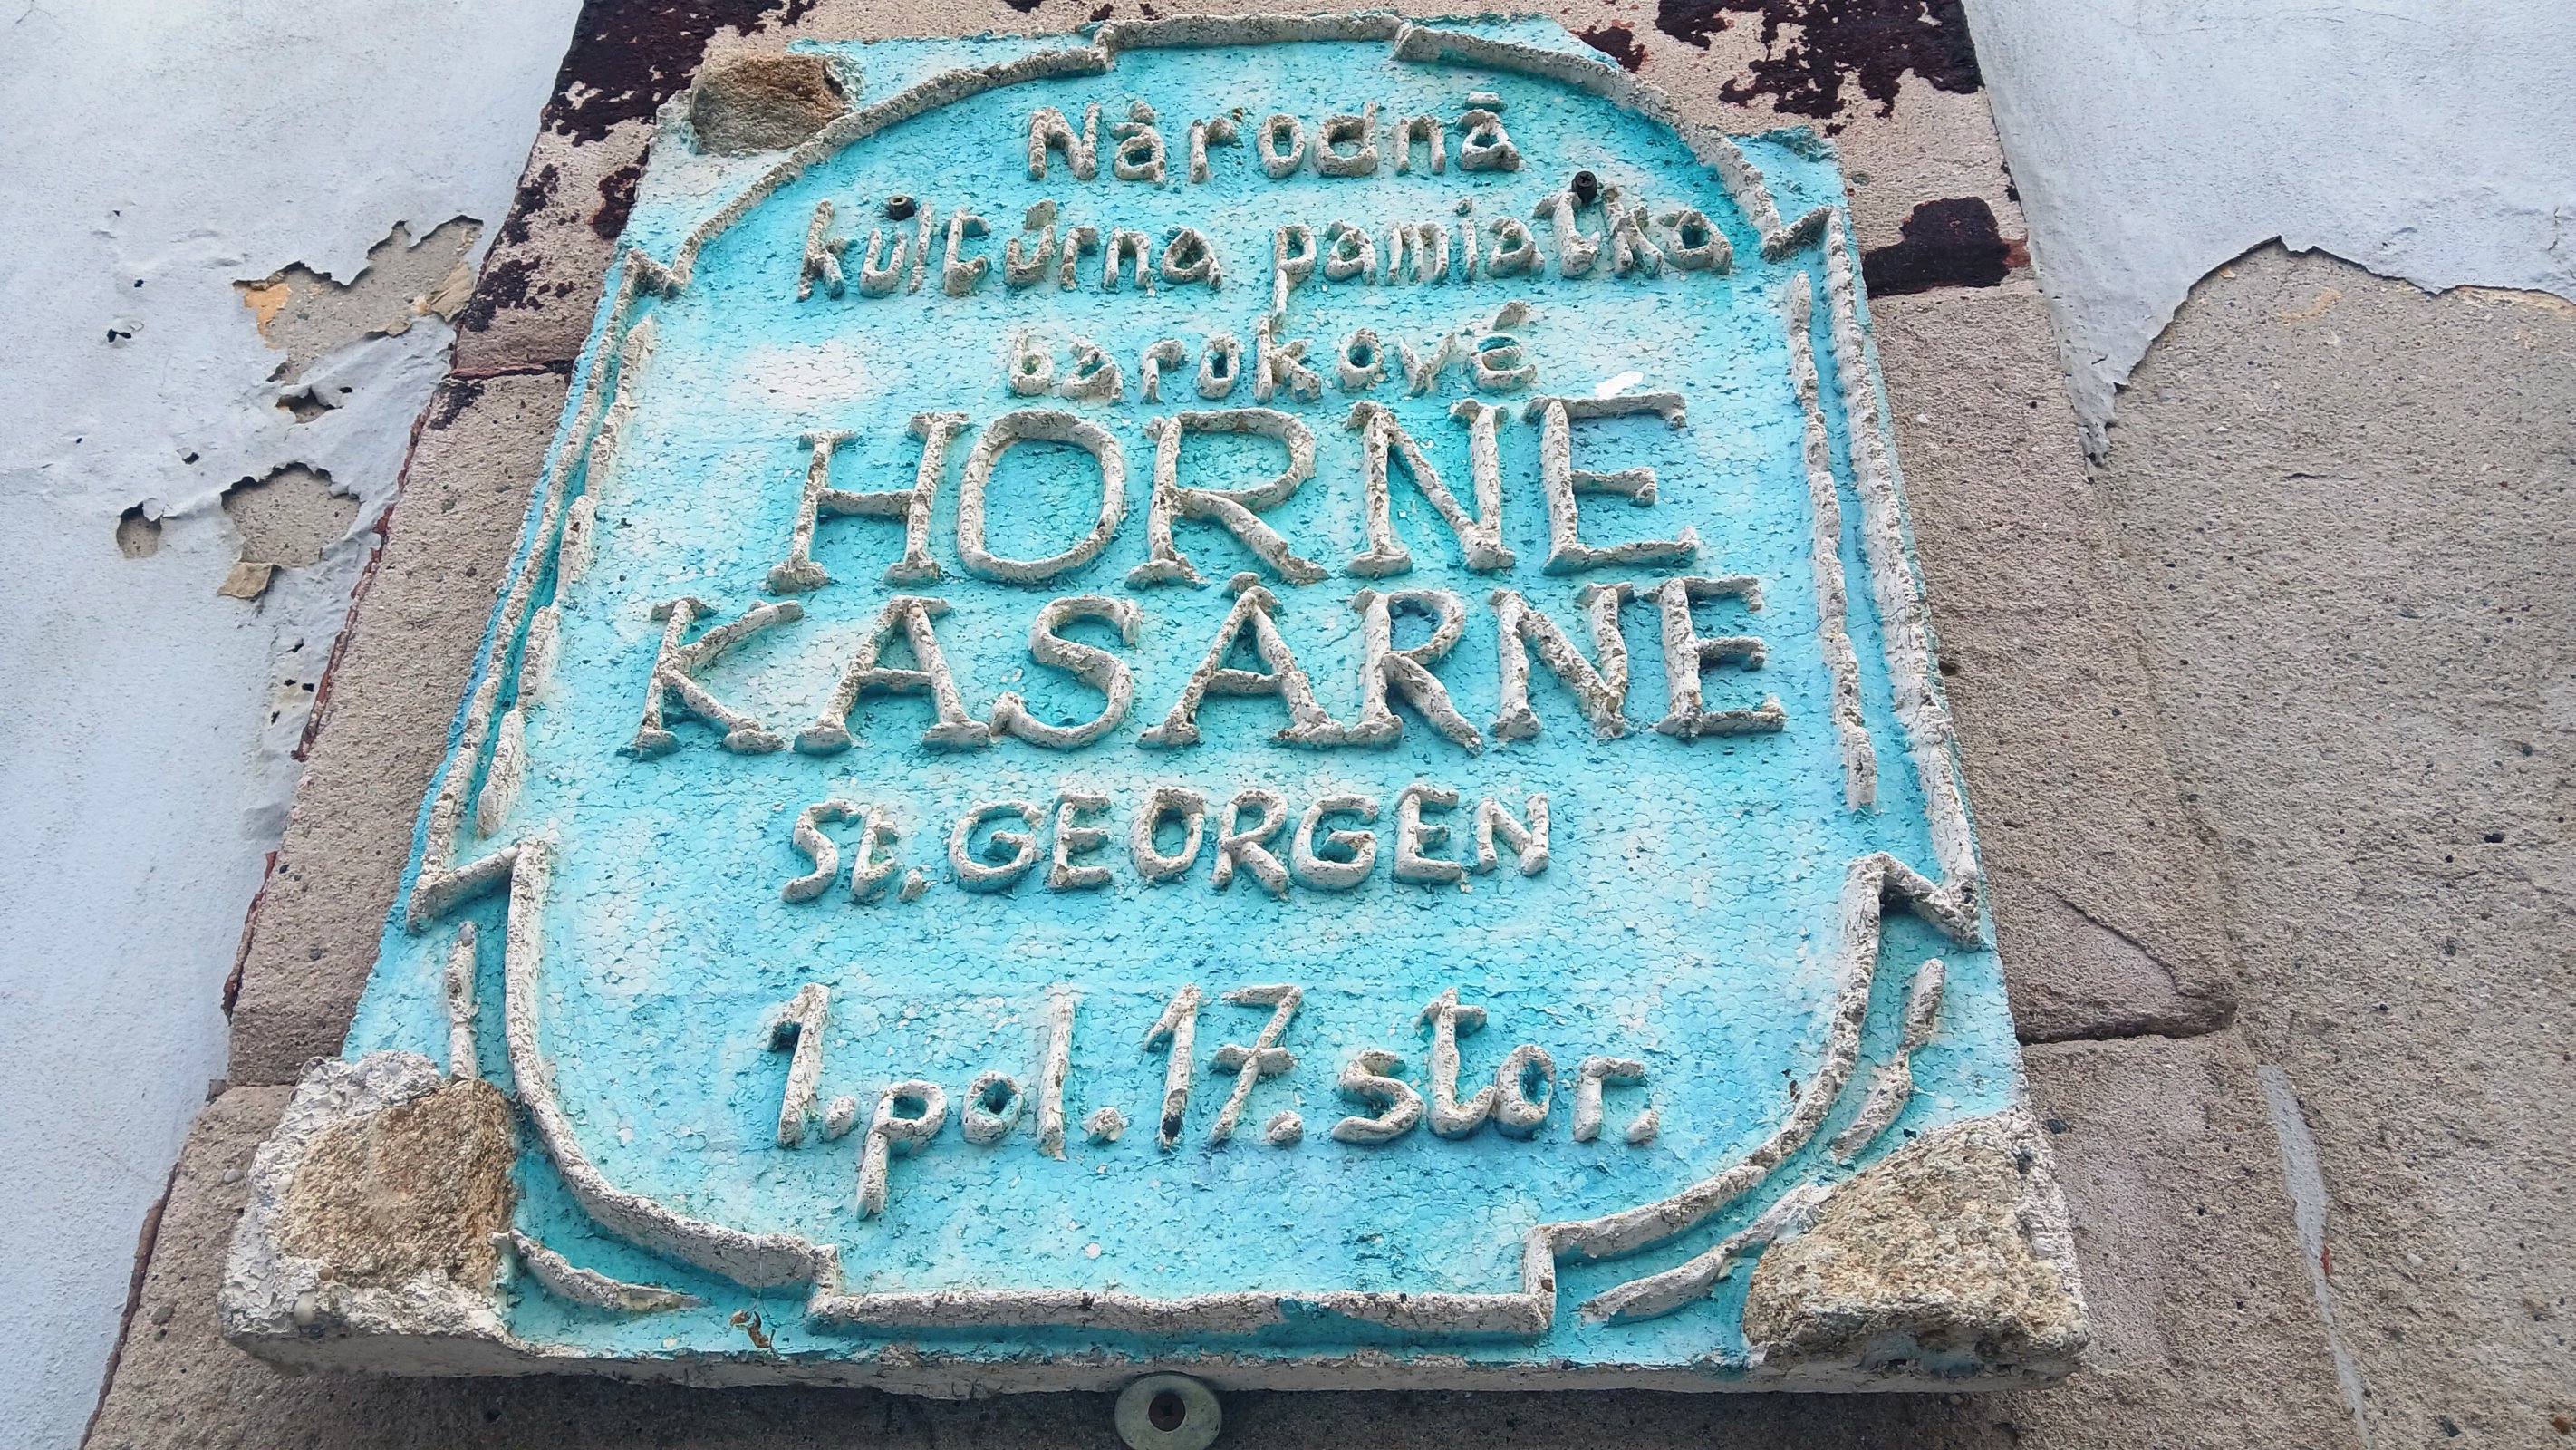 Národná
kultúrna pamiatka
barokové
HORNÉ
KASÁRNE
St. GEORGEN
1. pol. 17. stor.